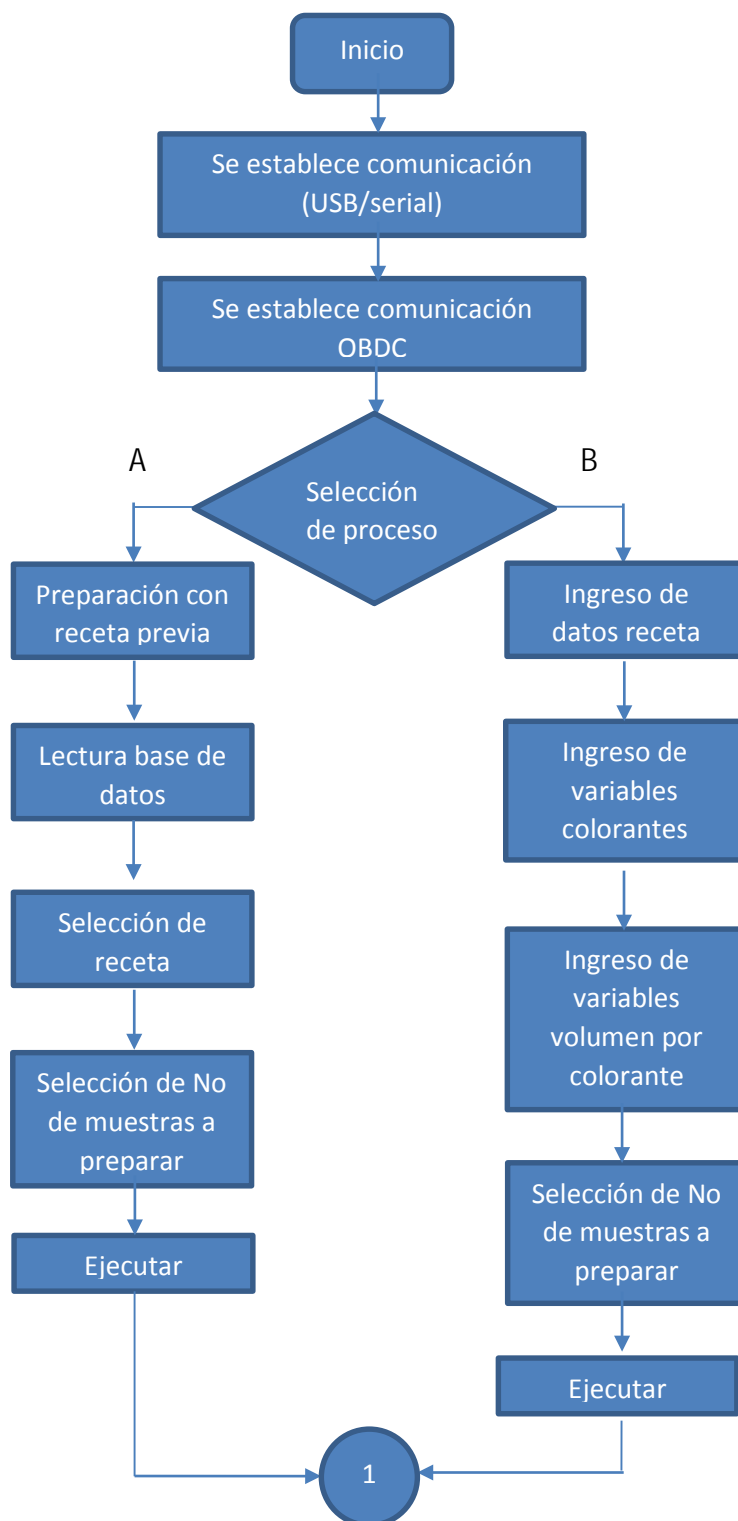 Inicio
Se establece comunicación
(USB/serial)
Se establece comunicación
OBDC
A
B
Selección
de proceso
Preparación con
receta previa
Lectura base de
datos
Selección de
receta
Selección de No
de muestras a
preparar
Ejecutar
Ingreso de
datos receta
Ingreso de
variables
colorantes
Ingreso de
variables
volumen por
colorante
Selección de No
de muestras a
preparar
Ejecutar
1